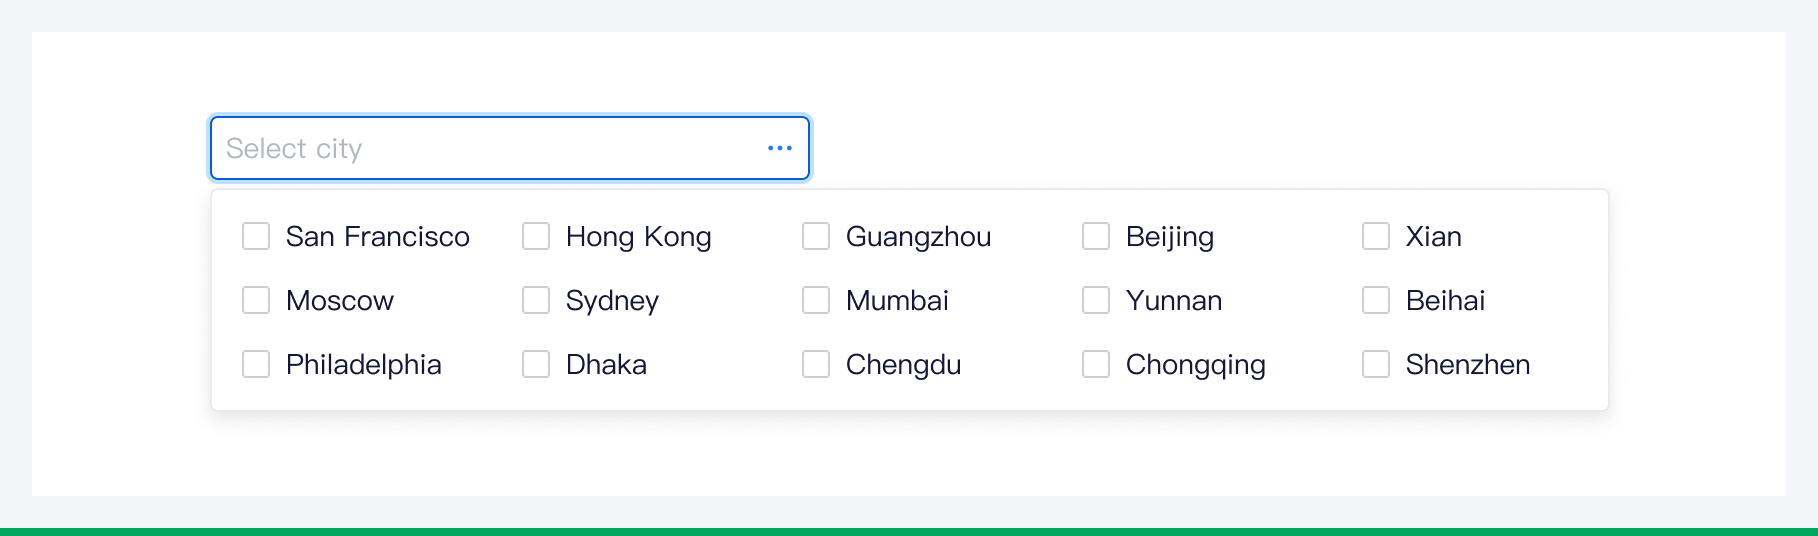 Select city
San Francisco Hong Kong Guangzhou Beijing Xian
Moscow Sydney Mumbai Yunnan Beihai
Philadelphia Dhaka Chengdu Chongqing Shenzhen